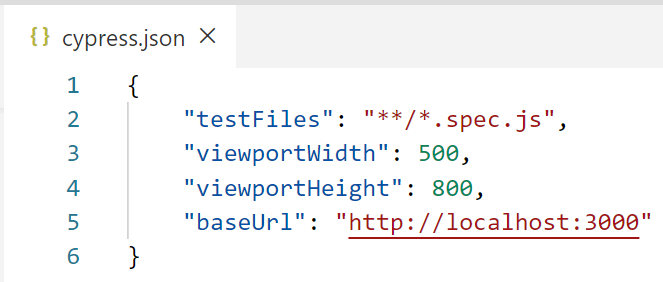 {} cypress.json ×
1 {
2     "testFiles": "**/*.spec.js",
3     "viewportWidth": 500,
4     "viewportHeight": 800,
5     "baseUrl": "http://localhost:3000"
6 }